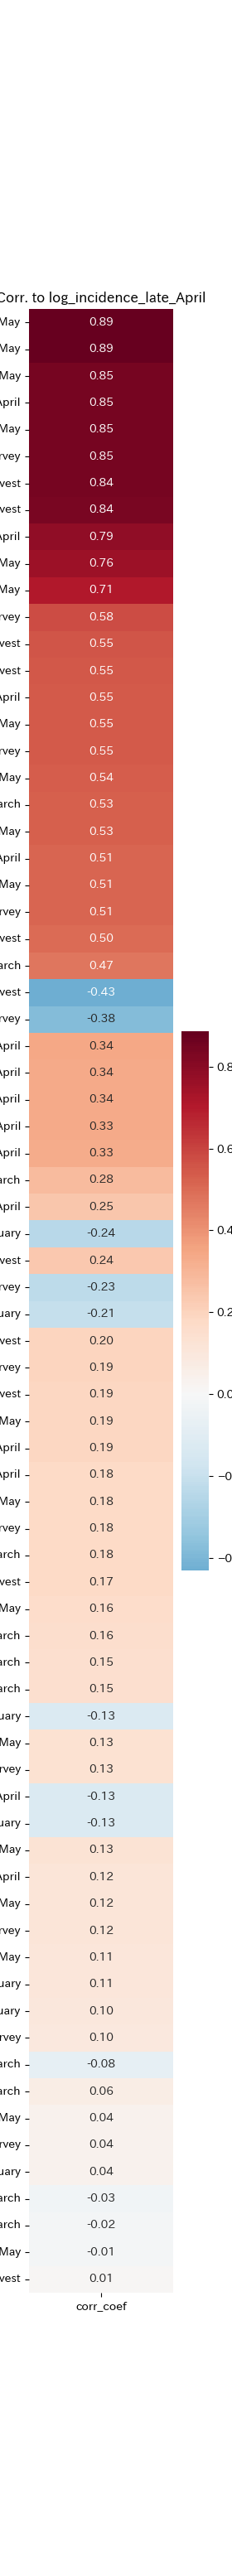 Corr. to log_incidence_late_April
May 0.89
May 0.89
May 0.85
April 0.85
May 0.85
rvey 0.85
vest 0.84
vest 0.84
April 0.79
May 0.76
May 0.71
rvey 0.58
vest 0.55
vest 0.55
April 0.55
May 0.55
rvey 0.55
May 0.54
arch 0.53
May 0.53
April 0.51
May 0.51
rvey 0.51
vest 0.50
arch 0.47
vest -0.43
rvey -0.38
April 0.34
April 0.34
April 0.34
April 0.33
April 0.33
arch 0.28
April 0.25
uary -0.24
vest 0.24
rvey -0.23
uary -0.21
vest 0.20
rvey 0.19
vest 0.19
May 0.19
April 0.19
April 0.18
May 0.18
rvey 0.18
arch 0.18
vest 0.17
May 0.16
arch 0.16
arch 0.15
arch 0.15
uary -0.13
May 0.13
rvey 0.13
April -0.13
uary -0.13
May 0.13
April 0.12
May 0.12
rvey 0.12
May 0.11
uary 0.11
uary 0.10
rvey 0.10
arch -0.08
arch 0.06
May 0.04
rvey 0.04
uary 0.04
arch -0.03
arch -0.02
May -0.01
vest 0.01
corr_coef
0.8
0.6
0.4
0.2
0.0
−0.
−0.